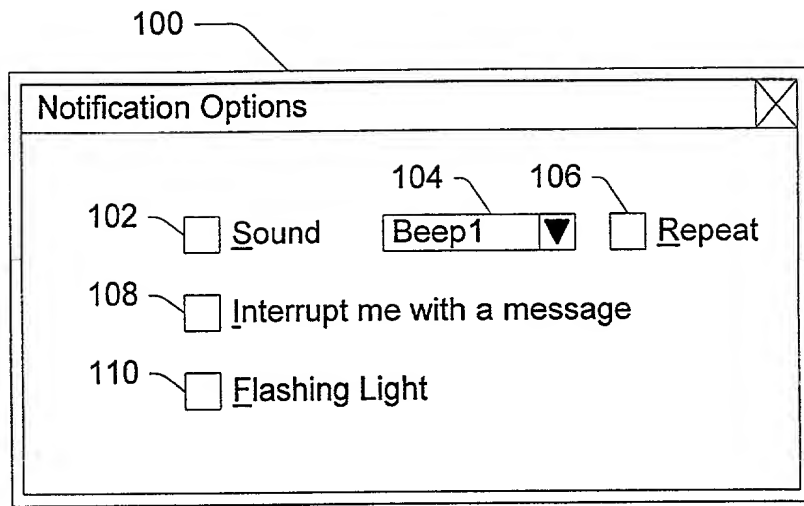 100
Notification Options
102 Sound 104 Beep1 106 Repeat
108 Interrupt me with a message
110 Flashing Light